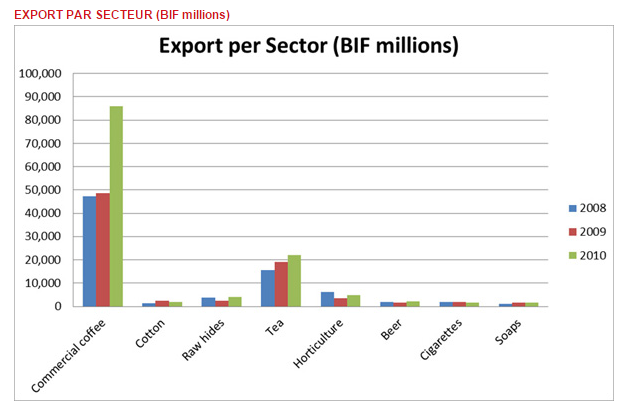 EXPORT PAR SECTEUR (BIF millions)
Export per Sector (BIF millions)
100,000
90,000
80,000
70,000
60,000
50,000
40,000
30,000
20,000
10,000
0
Commercial coffee
Cotton
Raw hides
Tea
Horticulture
Beer
Cigarettes
Soaps
2008
2009
2010